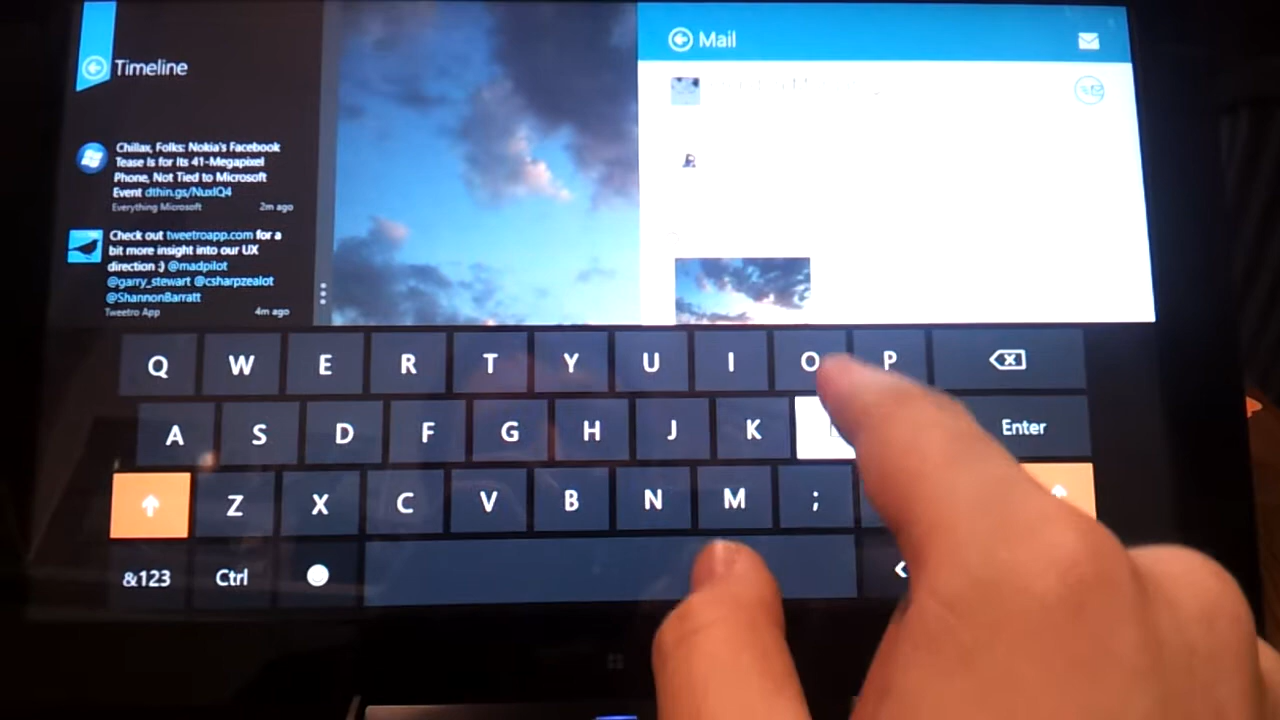 Timeline
Chillax, Folks: Nokia's Facebook
Tease Is for Its 41-Megapixel
Phone, Not Tied to Microsoft
Event dthin.gs/NuxIQ4
Everything Microsoft 2m ago
Check out tweetroapp.com for a
bit more insight into our UX
direction ;) @madpilot
@garry_stewart @csharpzealot
@ShannonBarratt
Tweetro App 4m ago
Mail
Q W E R T Y U I O P
A S D F G H J K Enter
Z X C V B N M ;
&123 Ctrl <